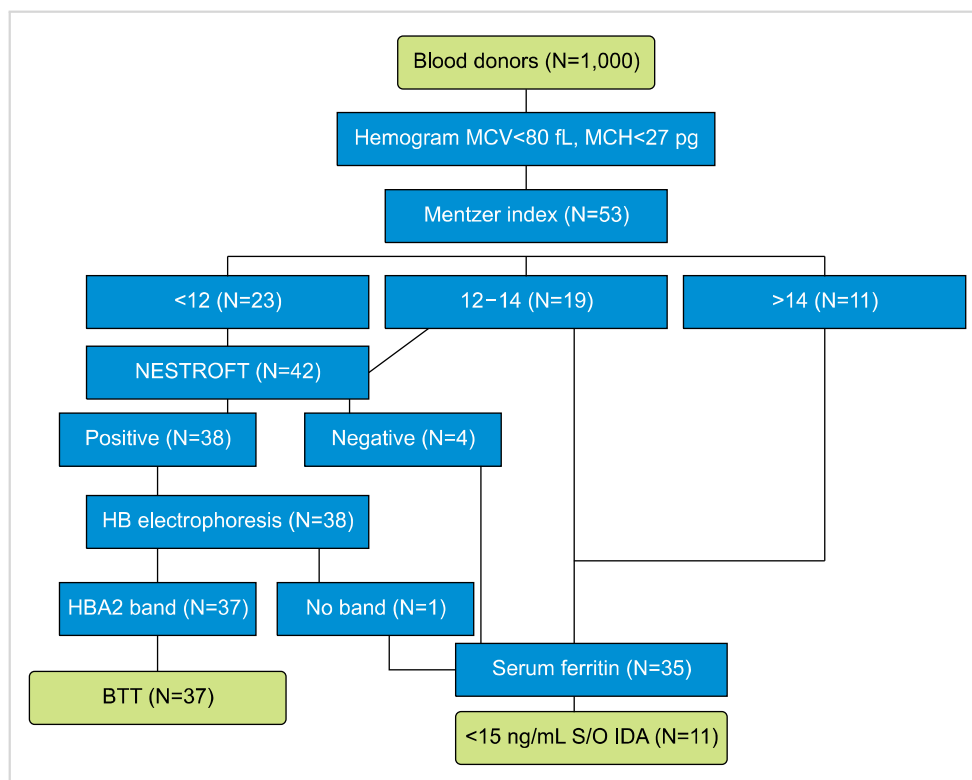 Blood donors (N=1,000)
Hemogram MCV<80 fL, MCH<27 pg
Mentzer index (N=53)
<12 (N=23)
12−14 (N=19)
>14 (N=11)
NESTROFT (N=42)
Positive (N=38)
Negative (N=4)
HB electrophoresis (N=38)
HBA2 band (N=37)
No band (N=1)
Serum ferritin (N=35)
BTT (N=37)
<15 ng/mL S/O IDA (N=11)